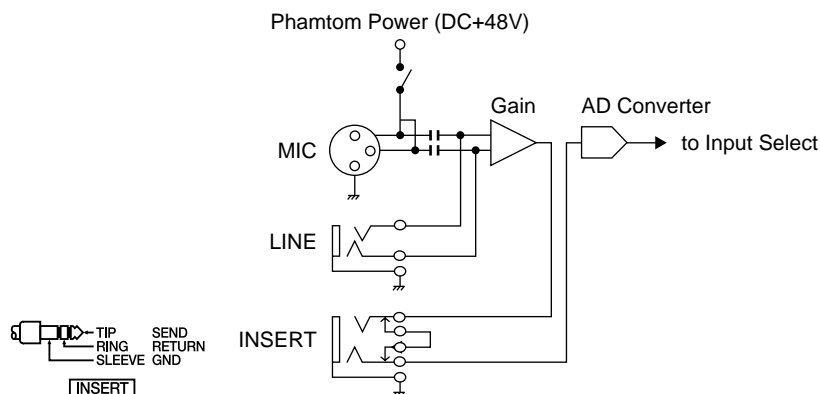 Phamtom Power (DC+48V)
Gain
AD Converter
MIC
to Input Select
LINE
INSERT
TIP SEND
RING RETURN
SLEEVE GND
INSERT